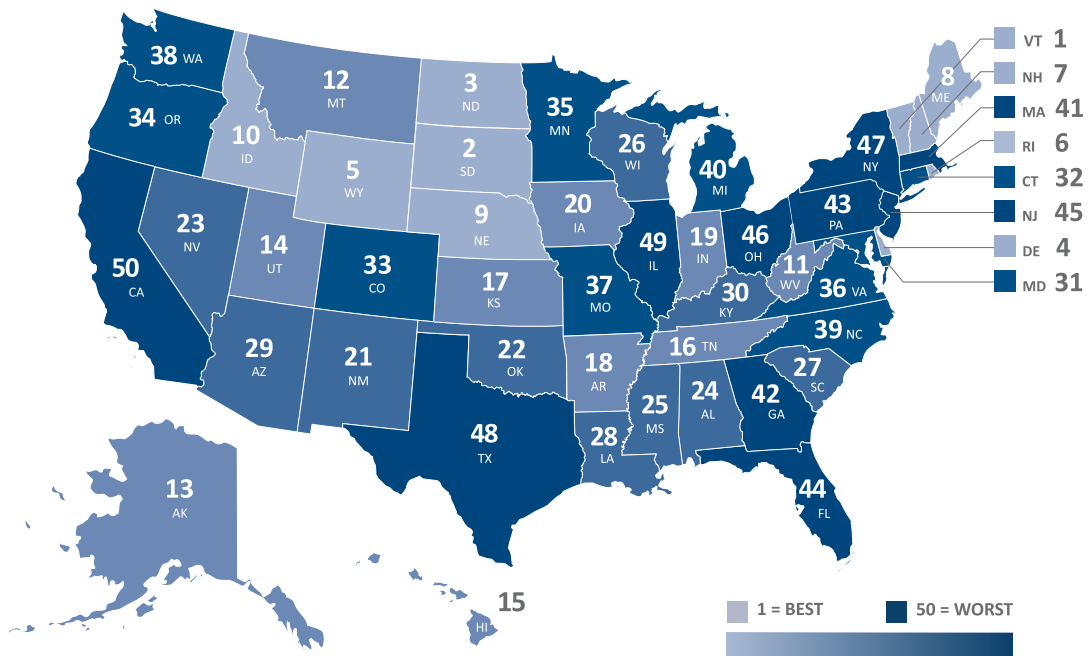 38 WA
12
MT
3
ND
35
MN
34 OR
10
ID
5
WY
2
SD
26
WI
40
MI
47
NY
8
ME
VT 1
NH 7
MA 41
RI 6
CT 32
NJ 45
DE 4
MD 31
50
CA
23
NV
14
UT
33
CO
9
NE
20
IA
49
IL
19
IN
46
OH
43
PA
17
KS
37
MO
30
KY
11
WV
36 VA
29
AZ
21
NM
22
OK
18
AR
16 TN
39 NC
27
SC
48
TX
28
LA
25
MS
24
AL
42
GA
44
FL
13
AK
15
HI
1 = BEST
50 = WORST